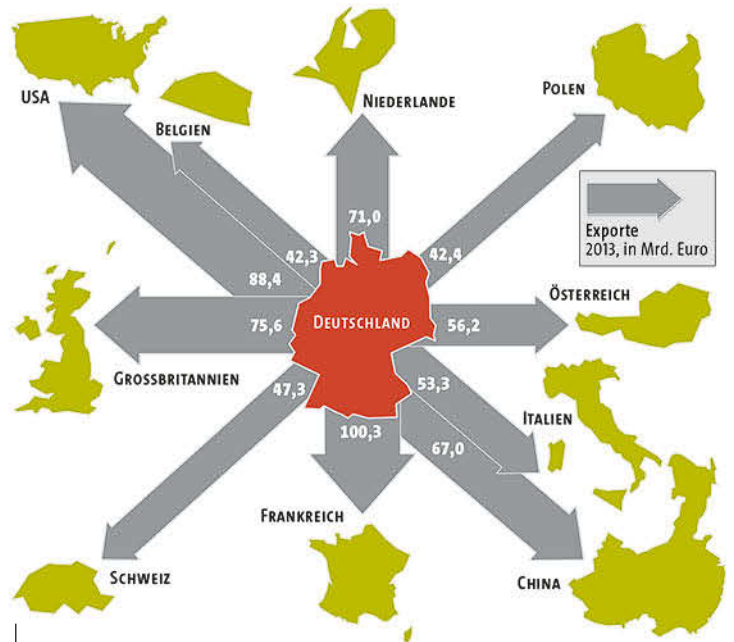 USA
BELGIEN
NIEDERLANDE
POLEN
71,0
42,3
42,4
88,4
Exporte
2013, in Mrd. Euro
ÖSTERREICH
75,6
DEUTSCHLAND
56,2
GROSSBRITANNIEN
47,3
53,3
ITALIEN
100,3
67,0
FRANKREICH
SCHWEIZ
CHINA